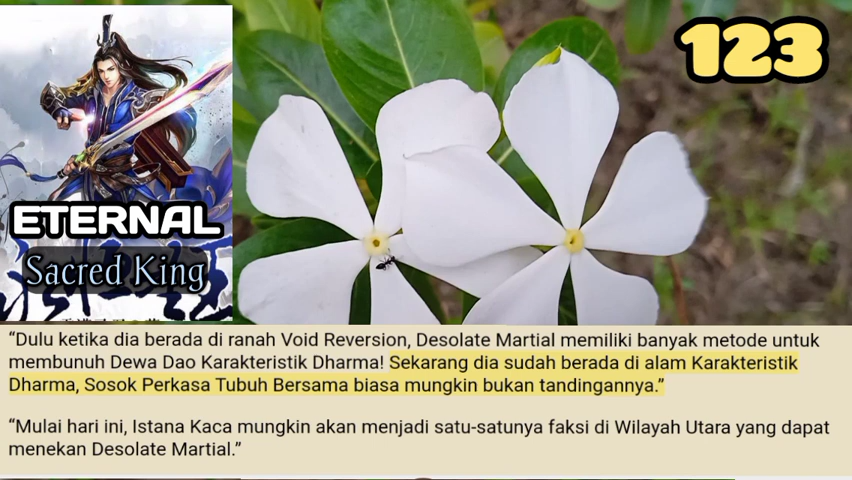 123
ETERNAL
Sacred King
“Dulu ketika dia berada di ranah Void Reversion, Desolate Martial memiliki banyak metode untuk
membunuh Dewa Dao Karakteristik Dharma! Sekarang dia sudah berada di alam Karakteristik
Dharma, Sosok Perkasa Tubuh Bersama biasa mungkin bukan tandingannya.”
“Mulai hari ini, Istana Kaca mungkin akan menjadi satu-satunya faksi di Wilayah Utara yang dapat
menekan Desolate Martial.”